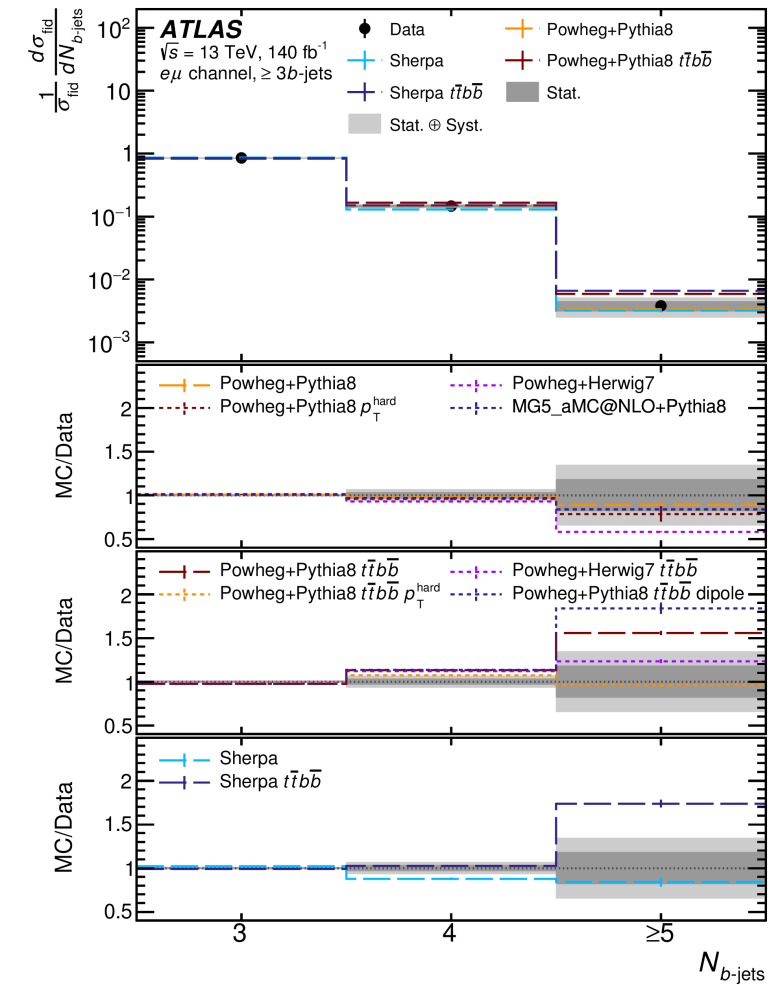 1/σ_fid dσ_fid/dN_b-jets
ATLAS
√s = 13 TeV, 140 fb⁻¹
eμ channel, ≥ 3b-jets
Data
Sherpa
Sherpa tt̄bb̄
Stat. ⊕ Syst.
Powheg+Pythia8
Powheg+Pythia8 tt̄bb̄
Stat.
10²
10
1
10⁻¹
10⁻²
10⁻³
MC/Data
Powheg+Pythia8
Powheg+Pythia8 p_T^hard
Powheg+Herwig7
MG5_aMC@NLO+Pythia8
2
1.5
1
0.5
MC/Data
Powheg+Pythia8 tt̄bb̄
Powheg+Pythia8 tt̄bb̄ p_T^hard
Powheg+Herwig7 tt̄bb̄
Powheg+Pythia8 tt̄bb̄ dipole
2
1.5
1
0.5
MC/Data
Sherpa
Sherpa tt̄bb̄
2
1.5
1
0.5
3 4 ≥5
N_b-jets